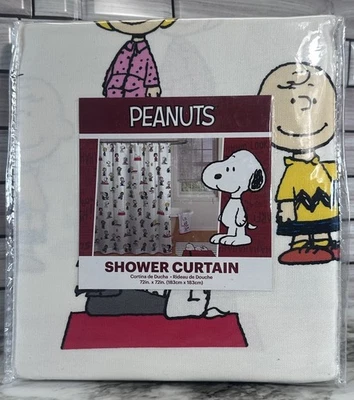 PEANUTS
SHOWER CURTAIN
Cortina de Ducha • Rideau de Douche
72in. x 72in. (183cm x 183cm)